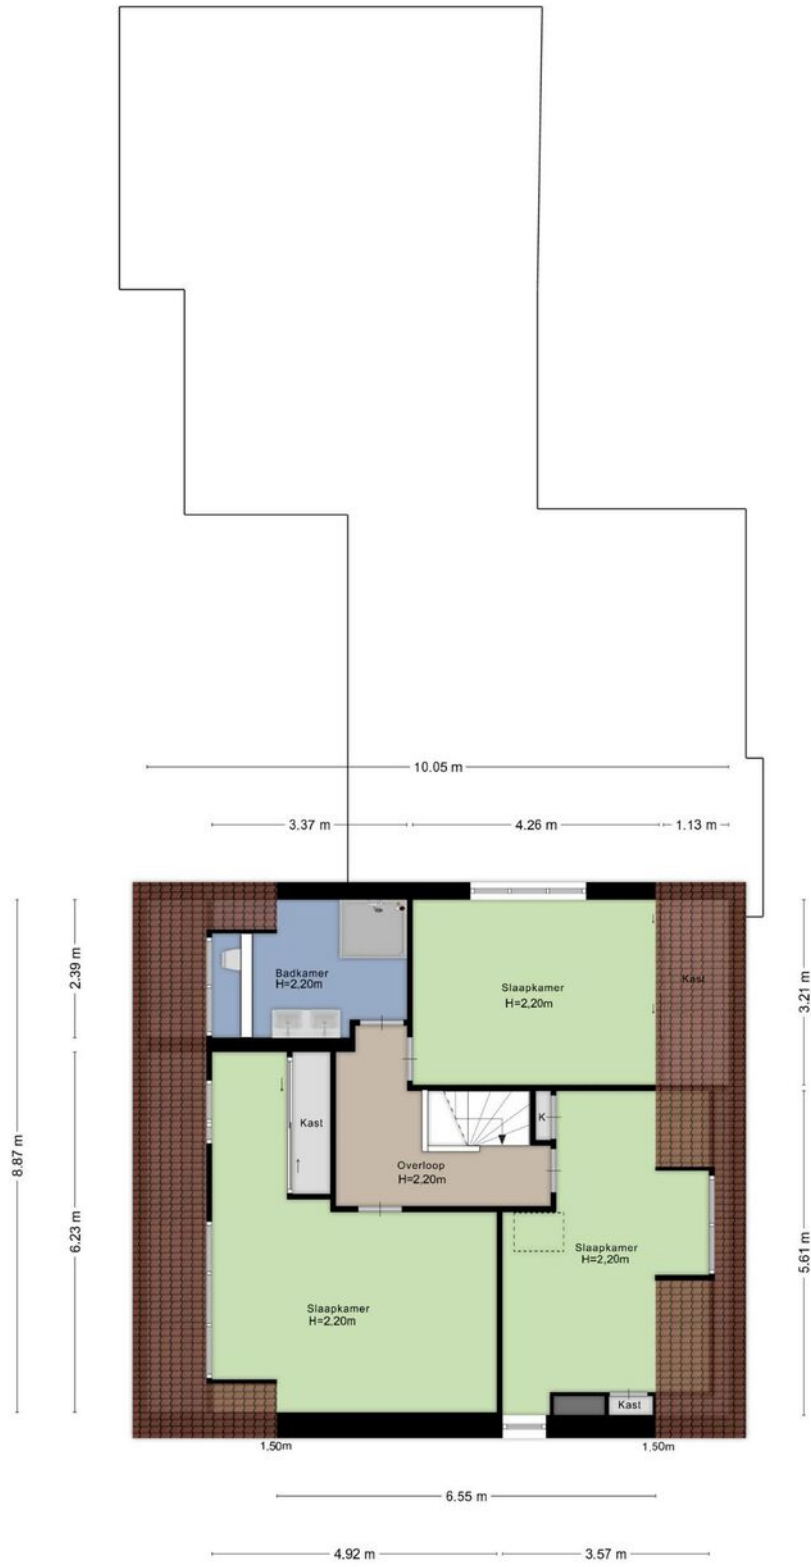 10.05 m
3.37 m
4.26 m
1.13 m
2.39 m
3.21 m
Badkamer
H=2,20m
Slaapkamer
H=2,20m
Kast
8.87 m
6.23 m
Kast
K
Overloop
H=2,20m
5.61 m
Slaapkamer
H=2,20m
Slaapkamer
H=2,20m
Kast
1,50m
1,50m
6.55 m
4.92 m
3.57 m